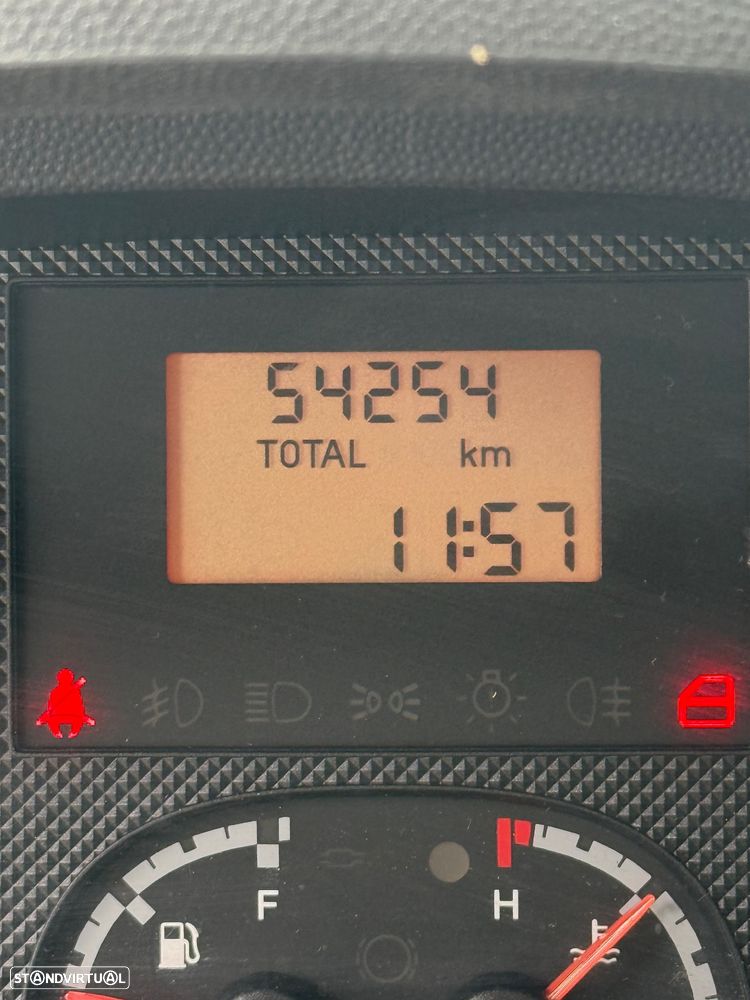 54254
TOTAL km
11:57
F H
STANDVIRTUAL